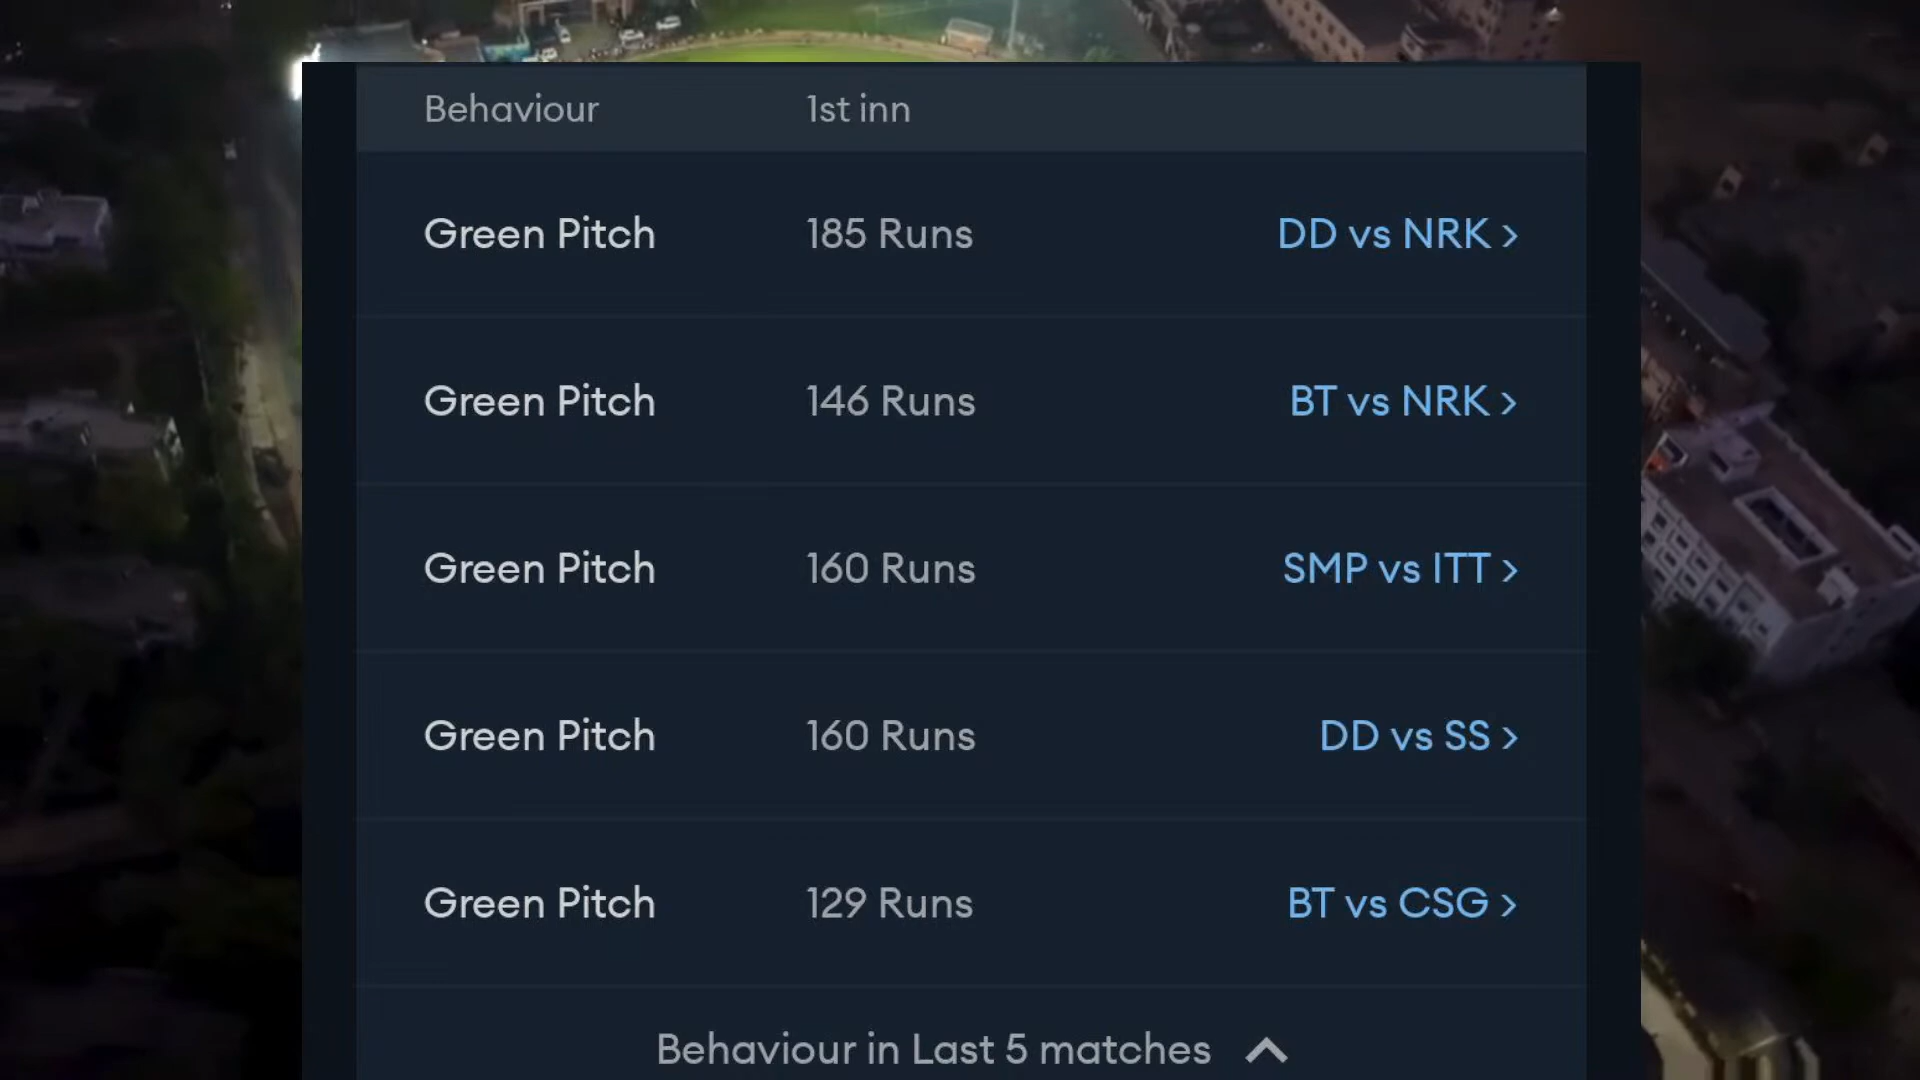 Behaviour 1st inn
Green Pitch 185 Runs DD vs NRK >
Green Pitch 146 Runs BT vs NRK >
Green Pitch 160 Runs SMP vs ITT >
Green Pitch 160 Runs DD vs SS >
Green Pitch 129 Runs BT vs CSG >
Behaviour in Last 5 matches